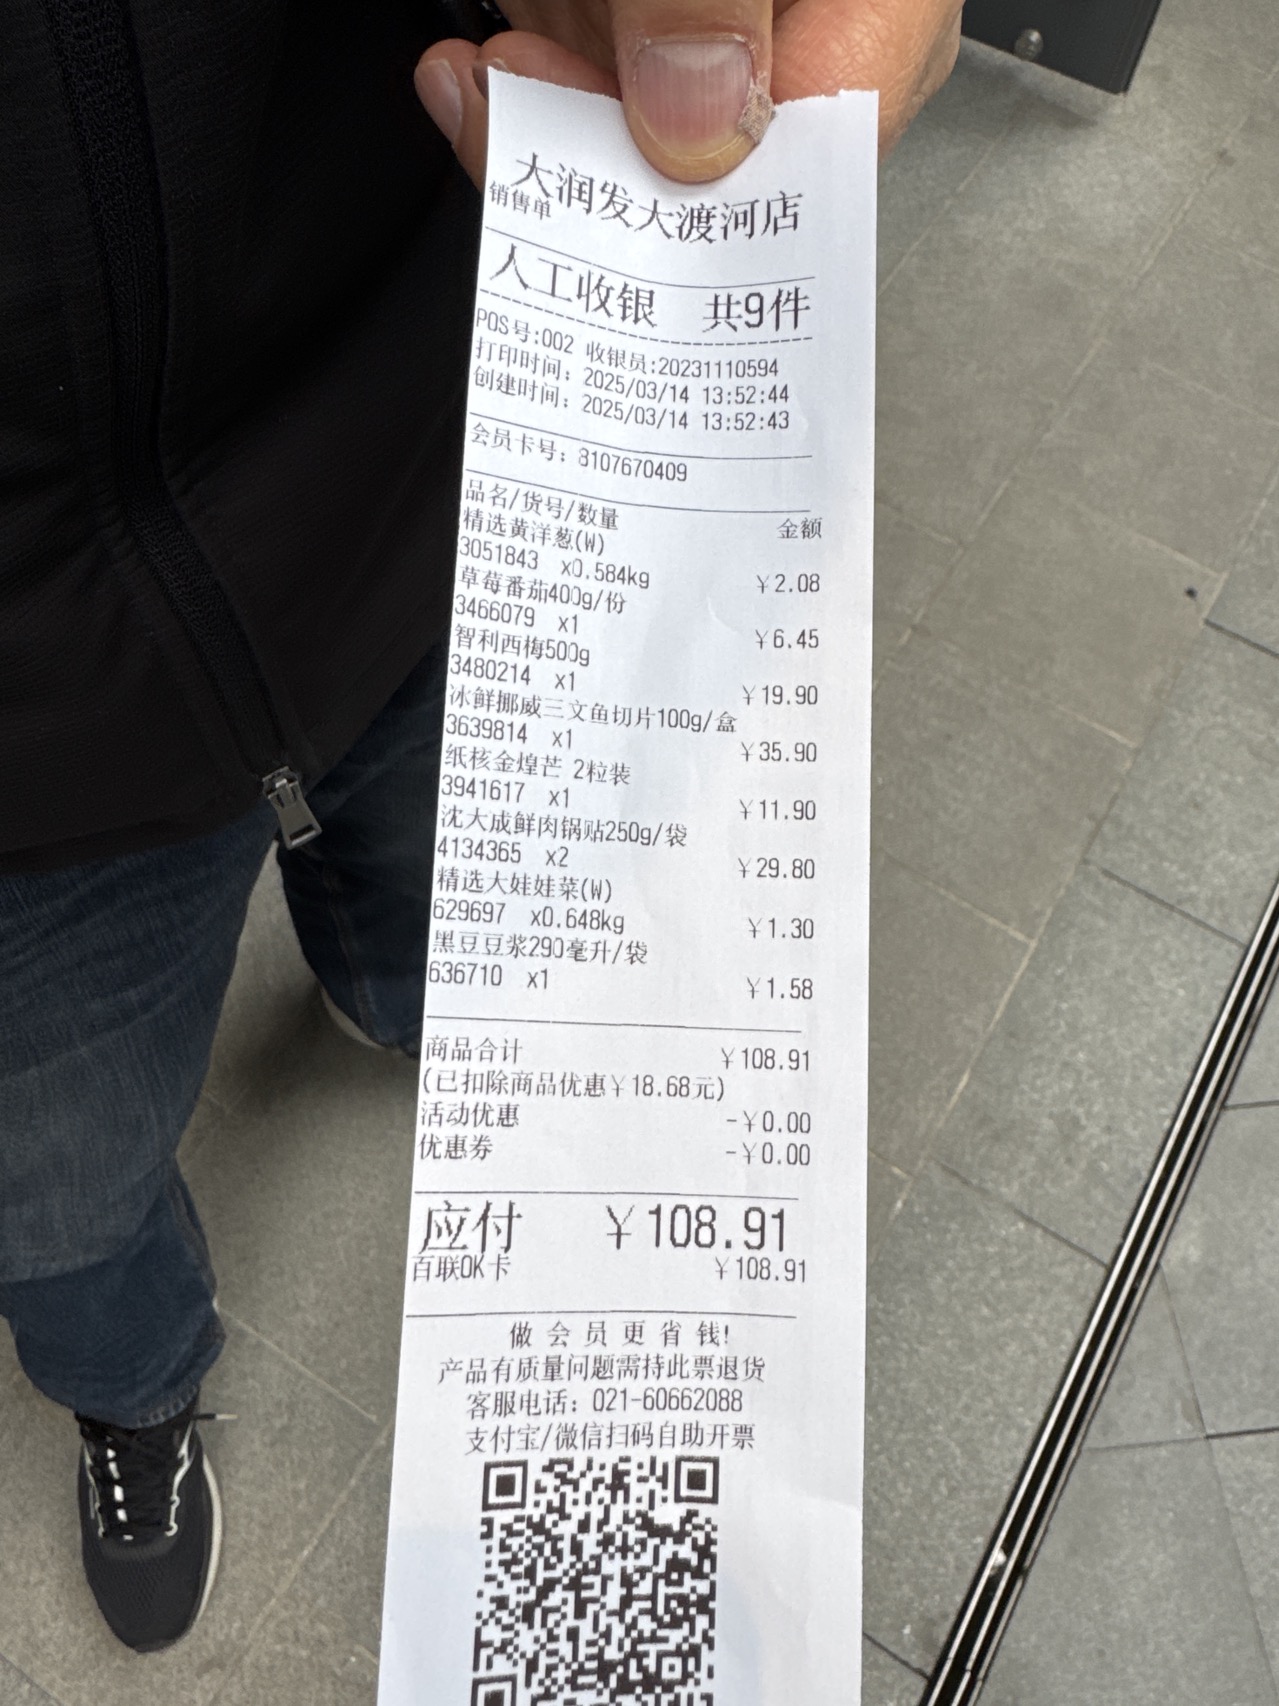 大润发大渡河店
销售单
人工收银 共9件
POS号:002 收银员:20231110594
打印时间: 2025/03/14 13:52:44
创建时间: 2025/03/14 13:52:43
会员卡号: 8107670409
品名/货号/数量 金额
精选黄洋葱(W)
3051843 x0.584kg ￥2.08
草莓番茄400g/份
3466079 x1 ￥6.45
智利西梅500g
3480214 x1 ￥19.90
冰鲜挪威三文鱼切片100g/盒
3639814 x1 ￥35.90
纸核金煌芒 2粒装
3941617 x1 ￥11.90
沈大成鲜肉锅贴250g/袋
4134365 x2 ￥29.80
精选大娃娃菜(W)
629697 x0.648kg ￥1.30
黑豆豆浆290毫升/袋
636710 x1 ￥1.58
商品合计 ￥108.91
(已扣除商品优惠￥18.68元)
活动优惠 -￥0.00
优惠券 -￥0.00
应付 ￥108.91
百联OK卡 ￥108.91
做会员更省钱!
产品有质量问题需持此票退货
客服电话: 021-60662088
支付宝/微信扫码自助开票